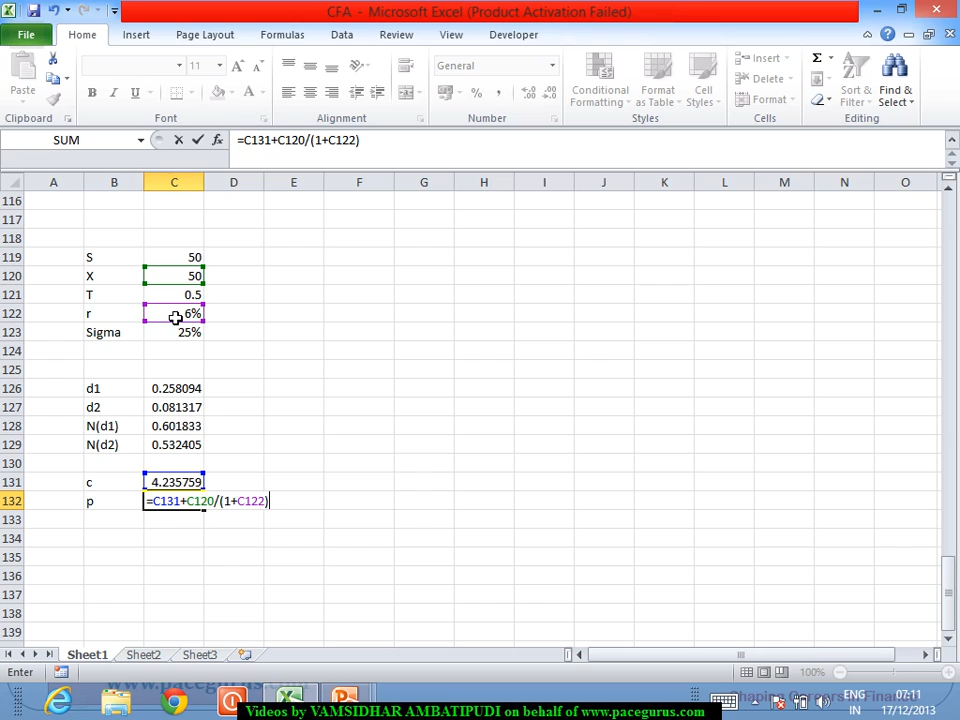 CFA - Microsoft Excel (Product Activation Failed)
File Home Insert Page Layout Formulas Data Review View Developer
Paste
11
B I U
A A A
General
% ,
Conditional Formatting
Format as Table
Cell Styles
Insert
Delete
Format
Σ
Sort & Filter
Find & Select
Clipboard Font Alignment Number Styles Cells Editing
SUM fx =C131+C120/(1+C122)
A B C D E F G H I J K L M N O
116
117
118
119 S 50
120 X 50
121 T 0.5
122 r 6%
123 Sigma 25%
124
125
126 d1 0.258094
127 d2 0.081317
128 N(d1) 0.601833
129 N(d2) 0.532405
130
131 c 4.235759
132 p =C131+C120/(1+C122)
133
134
135
136
137
138
139
Sheet1 Sheet2 Sheet3
Enter 100%
www.pacegurus.com
ENG 07:11
IN 17/12/2013
Videos by VAMSIDHAR AMBATIPUDI on behalf of www.pacegurus.com